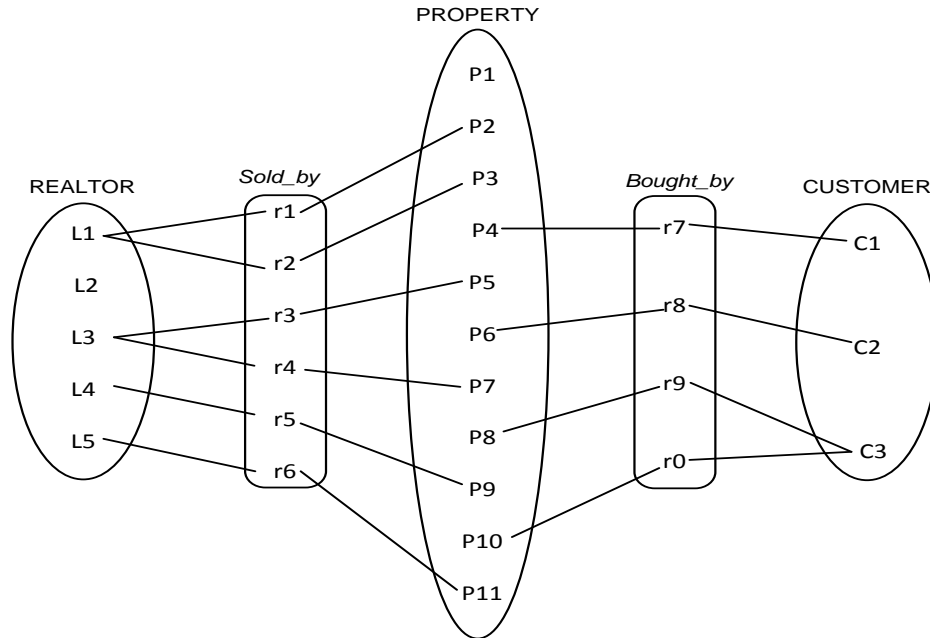 PROPERTY
P1
P2
P3
P4
P5
P6
P7
P8
P9
P10
P11
REALTOR
L1
L2
L3
L4
L5
Sold_by
r1
r2
r3
r4
r5
r6
Bought_by
r7
r8
r9
r0
CUSTOMER
C1
C2
C3